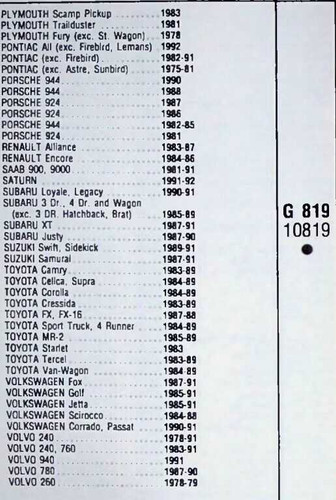 PLYMOUTH Scamp Pickup 1983
PLYMOUTH Trailduster 1981
PLYMOUTH Fury (exc. St. Wagon) 1978
PONTIAC All (exc. Firebird, Lemans) 1992
PONTIAC (exc. Firebird) 1982-91
PONTIAC (exc. Astre, Sunbird) 1975-81
PORSCHE 944 1990
PORSCHE 944 1988
PORSCHE 924 1987
PORSCHE 924 1986
PORSCHE 944 1982-85
PORSCHE 924 1981
RENAULT Alliance 1983-87
RENAULT Encore 1984-86
SAAB 900, 9000 1981-91
SATURN 1991-92
SUBARU Loyale, Legacy 1990-91
SUBARU 3 Dr., 4 Dr. and Wagon
(exc. 3 DR. Hatchback, Brat) 1985-89
SUBARU XT 1987-91
SUBARU Justy 1987-90
SUZUKI Swift, Sidekick 1989-91
SUZUKI Samurai 1987-91
TOYOTA Camry 1983-89
TOYOTA Celica, Supra 1984-89
TOYOTA Corolla 1984-89
TOYOTA Cressida 1983-89
TOYOTA FX, FX-16 1987-88
TOYOTA Sport Truck, 4 Runner 1984-89
TOYOTA MR-2 1985-89
TOYOTA Starlet 1983
TOYOTA Tercel 1983-89
TOYOTA Van-Wagon 1984-89
VOLKSWAGEN Fox 1987-91
VOLKSWAGEN Golf 1985-91
VOLKSWAGEN Jetta 1985-91
VOLKSWAGEN Scirocco 1984-88
VOLKSWAGEN Corrado, Passat 1990-91
VOLVO 240 1978-91
VOLVO 240, 760 1983-91
VOLVO 940 1991
VOLVO 780 1987-90
VOLVO 260 1978-79
G 819
10819